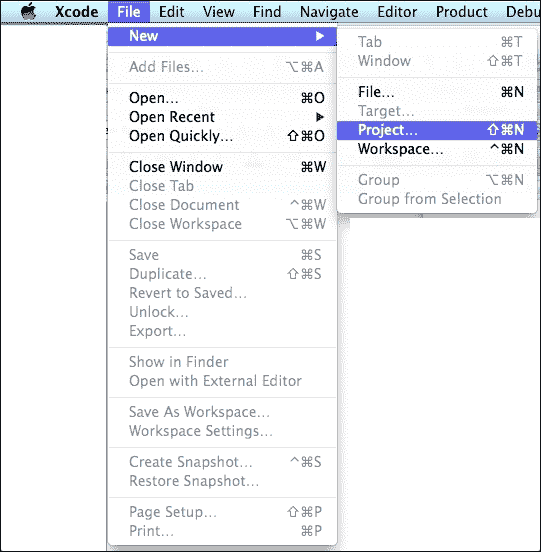 Xcode File Edit View Find Navigate Editor Product Debu
New
Add Files... ⌥⌘A
Open... ⌘O
Open Recent
Open Quickly... ⇧⌘O
Close Window ⌘W
Close Tab
Close Document ^⌘W
Close Workspace ⌥⌘W
Save ⌘S
Duplicate... ⇧⌘S
Revert to Saved...
Unlock...
Export...
Show in Finder
Open with External Editor
Save As Workspace...
Workspace Settings...
Create Snapshot... ^⌘S
Restore Snapshot...
Page Setup... ⇧⌘P
Print... ⌘P
Tab ⌘T
Window ⇧⌘T
File... ⌘N
Target...
Project... ⇧⌘N
Workspace... ^⌘N
Group ⌥⌘N
Group from Selection